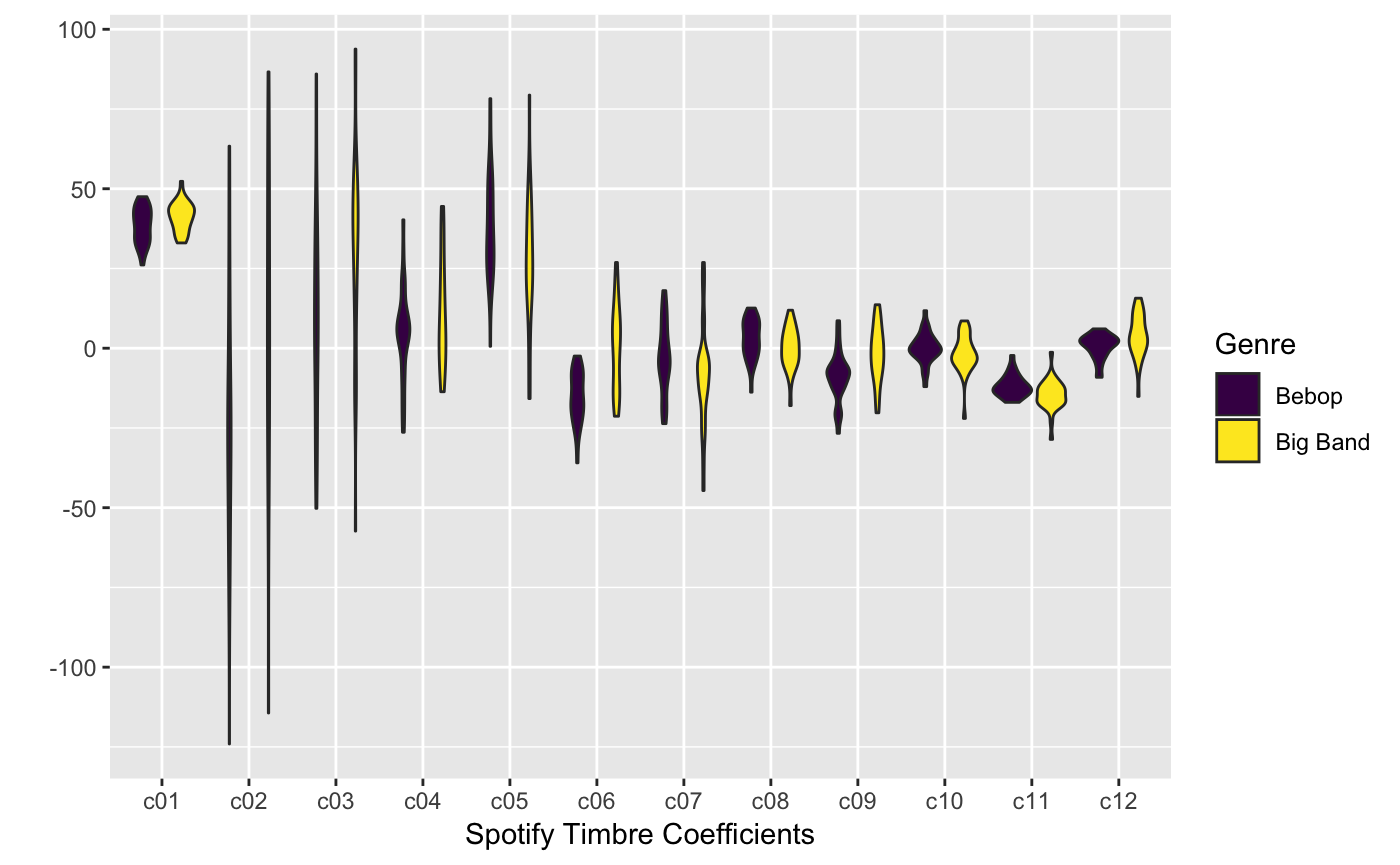 100
50
0
-50
-100
c01 c02 c03 c04 c05 c06 c07 c08 c09 c10 c11 c12
Spotify Timbre Coefficients
Genre
Bebop
Big Band